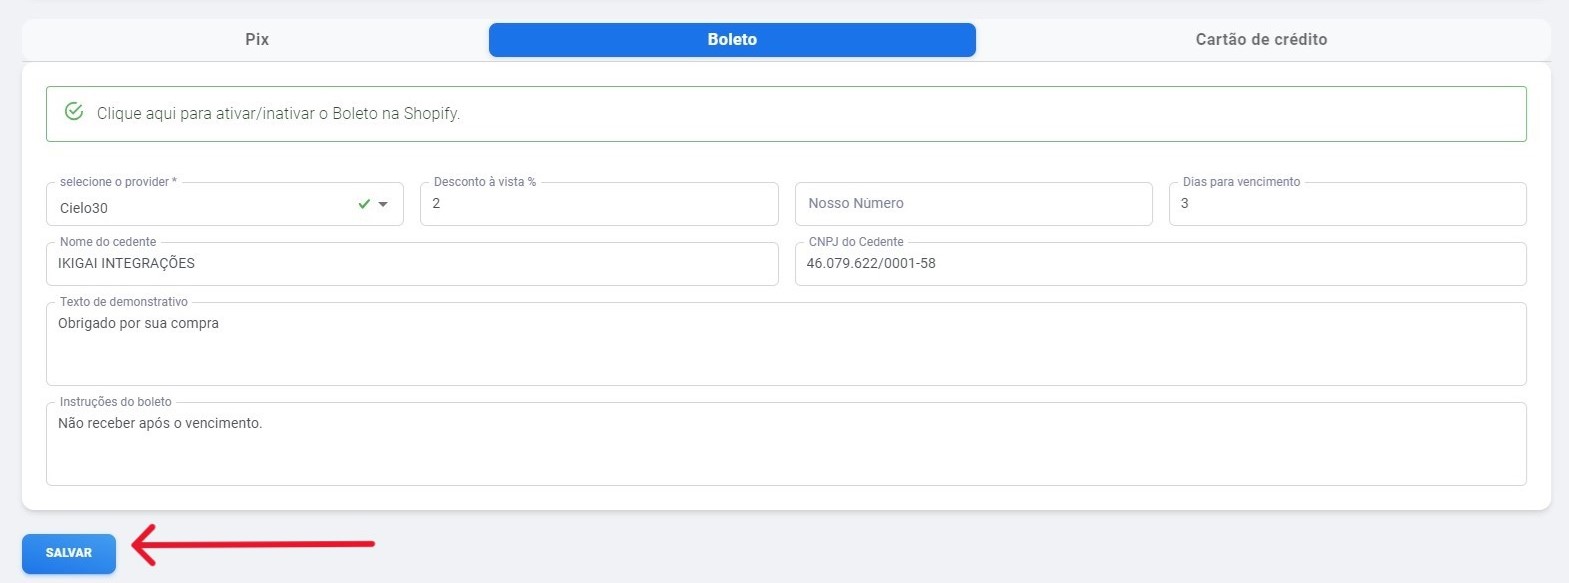 Pix
Boleto
Cartão de crédito
Clique aqui para ativar/inativar o Boleto na Shopify.
selecione o provider *
Cielo30
Desconto à vista %
2
Nosso Número
Dias para vencimento
3
Nome do cedente
IKIGAI INTEGRAÇÕES
CNPJ do Cedente
46.079.622/0001-58
Texto de demonstrativo
Obrigado por sua compra
Instruções do boleto
Não receber após o vencimento.
SALVAR